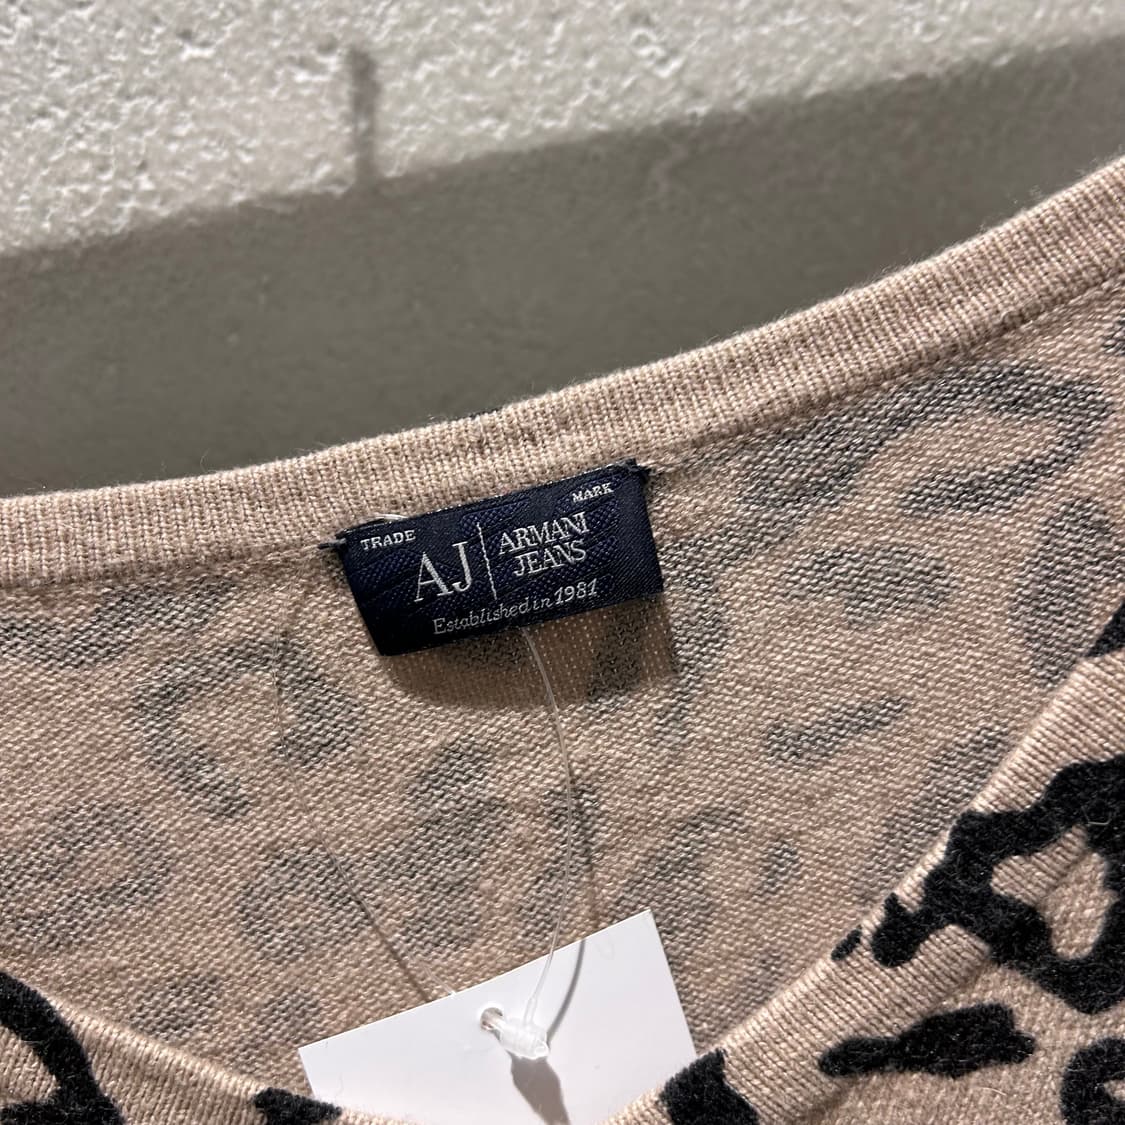 TRADE MARK
AJ ARMANI
JEANS
Established in 1981